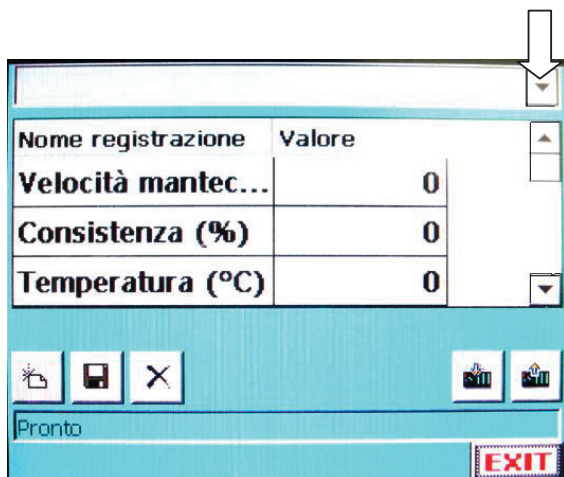 Nome registrazione Valore
Velocità mantec... 0
Consistenza (%) 0
Temperatura (°C) 0
Pronto
EXIT